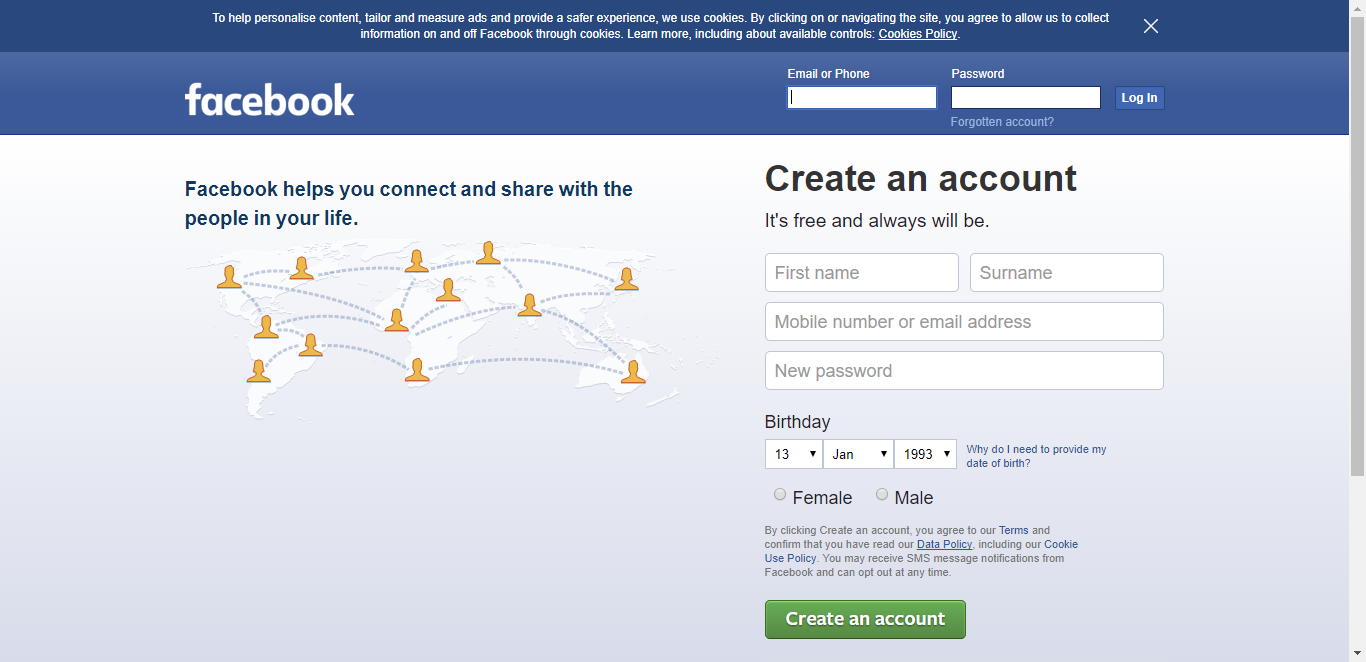 To help personalise content, tailor and measure ads and provide a safer experience, we use cookies. By clicking on or navigating the site, you agree to allow us to collect
information on and off Facebook through cookies. Learn more, including about available controls: Cookies Policy.
facebook
Email or Phone
Password
Log In
Forgotten account?
Facebook helps you connect and share with the
people in your life.
Create an account
It's free and always will be.
First name
Surname
Mobile number or email address
New password
Birthday
13 Jan 1993
Why do I need to provide my
date of birth?
Female Male
By clicking Create an account, you agree to our Terms and
confirm that you have read our Data Policy, including our Cookie
Use Policy. You may receive SMS message notifications from
Facebook and can opt out at any time.
Create an account